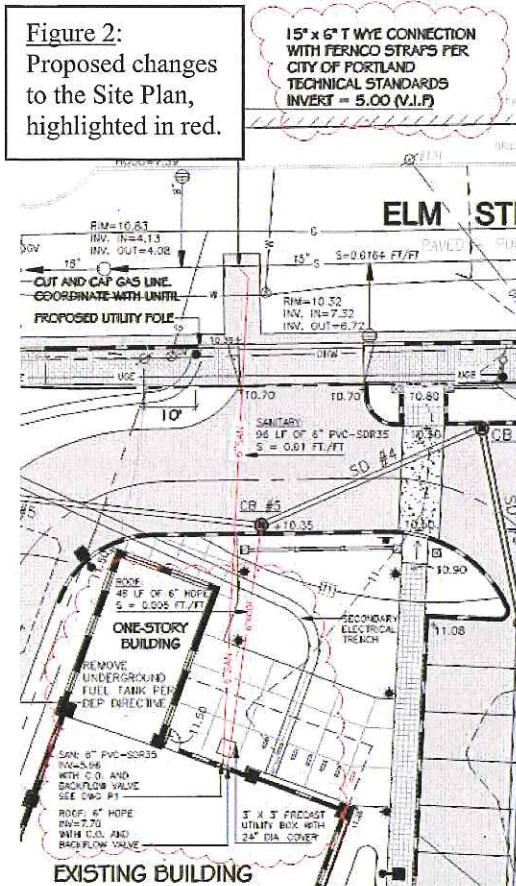 Figure 2:
Proposed changes
to the Site Plan,
highlighted in red.
15" x 6" T WYE CONNECTION
WITH FERNCO STRAPS PER
CITY OF PORTLAND
TECHNICAL STANDARDS
INVERT = 5.00 (V.I.F)
ELM
RIM=10.83
INV. IN=4.13
INV. OUT=4.08
15"
CUT AND CAP GAS LINE.
COORDINATE WITH UNITIL
PROPOSED UTILITY POLE
G
W
15" S
S=0.0164 FT/FT
PAVED
RIM=10.32
INV. IN=7.32
INV. OUT=6.72
OHW
UGE
UGE
10'
10.70
10.70
10.80
SANITARY:
96 LF OF 6" PVC-SDR35
S = 0.01 FT./FT
6" SAN
SD #4
CB
CB #5
10.35
10.90
11.08
ROOF:
46 LF OF 6" HDPE
S = 0.005 FT./FT
ONE-STORY
BUILDING
REMOVE
UNDERGROUND
FUEL TANK PER
DEP DIRECTIVE
SECONDARY
ELECTRICAL
TRENCH
11.50
SAN: 6" PVC-SDR35
INV=5.96
WITH C.O. AND
BACKFLOW VALVE
SEE DWG P1
ROOF: 6" HDPE
INV=7.70
WITH C.O. AND
BACKFLOW VALVE
3' X 3' PRECAST
UTILITY BOX WITH
24" DIA. COVER
EXISTING BUILDING